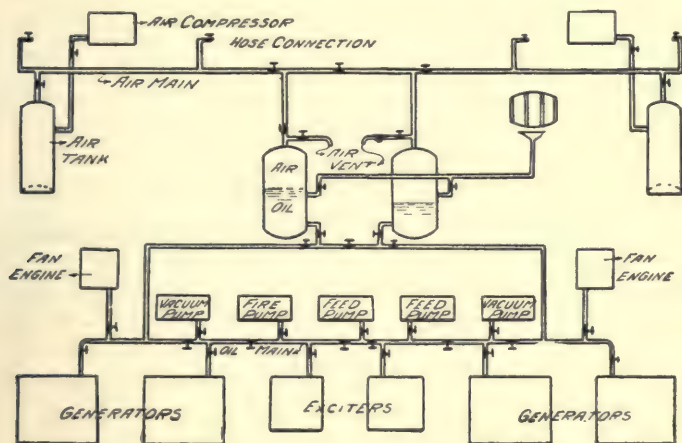 AIR COMPRESSOR
HOSE CONNECTION
AIR MAIN
AIR
TANK
AIR
VENT
AIR
OIL
FAN
ENGINE
FAN
ENGINE
VACUUM
PUMP
FIRE
PUMP
FEED
PUMP
FEED
PUMP
VACUUM
PUMP
OIL MAIN
GENERATORS
EXCITERS
GENERATORS